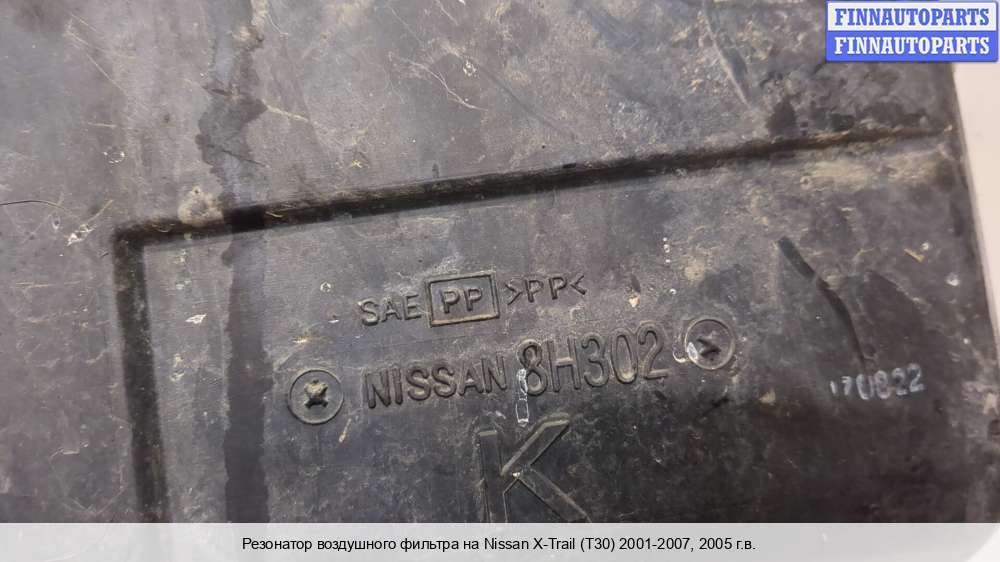 FINNAUTOPARTS
FINNAUTOPARTS
SAE PP >PP<
NISSAN 8H302
170822
K
Резонатор воздушного фильтра на Nissan X-Trail (T30) 2001-2007, 2005 г.в.